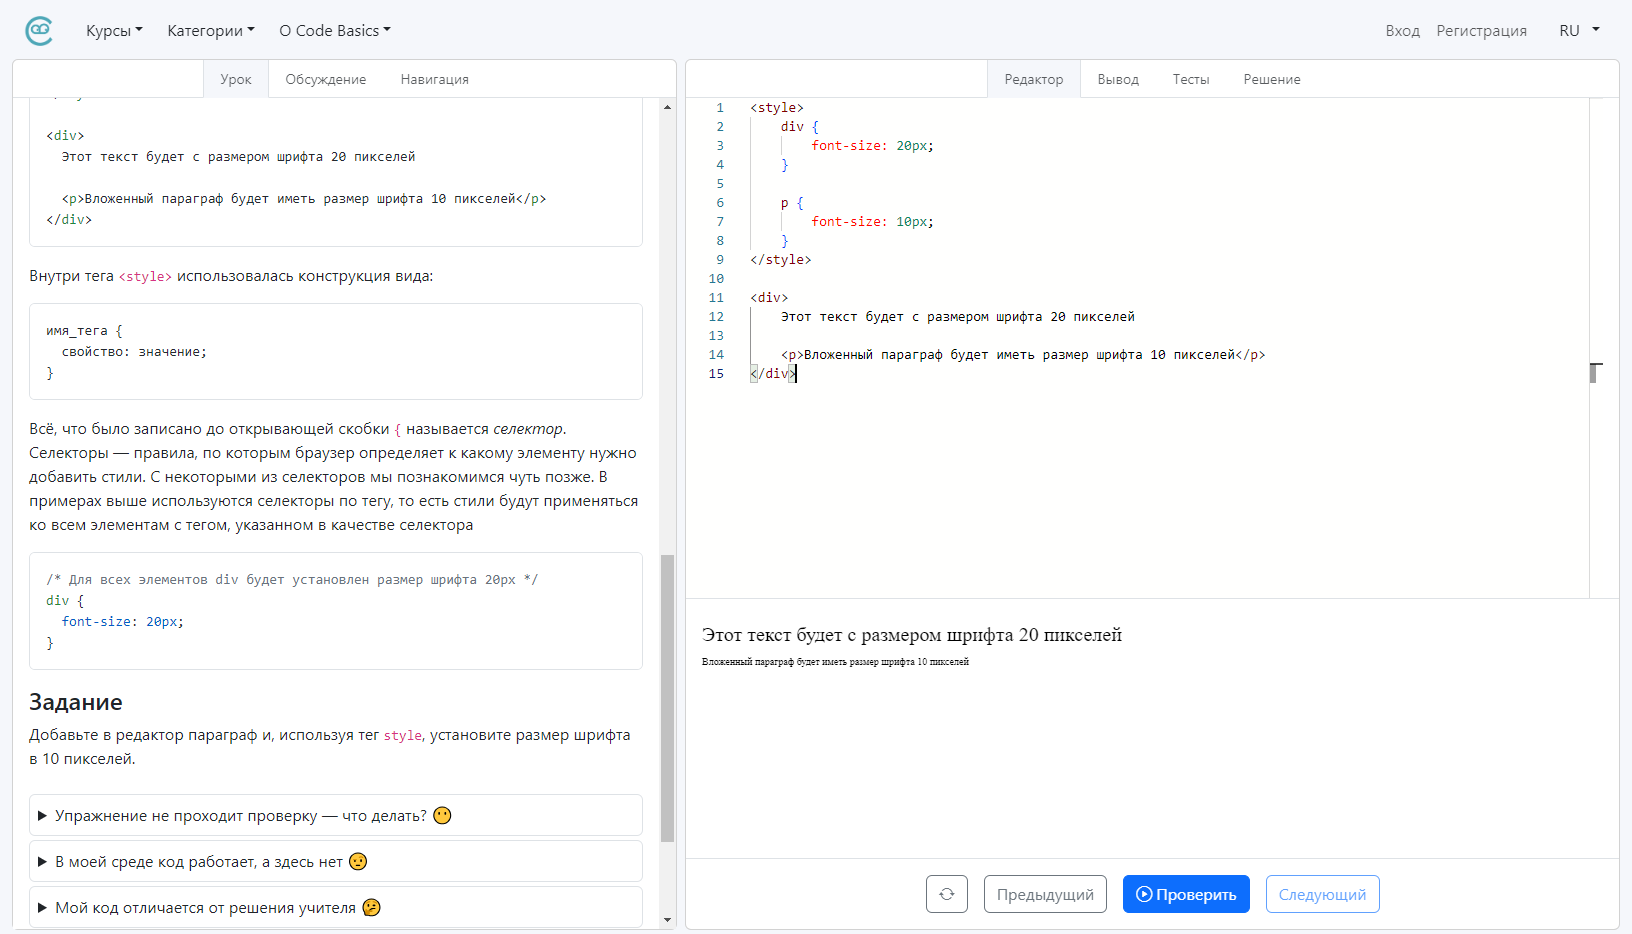 Курсы
Категории
О Code Basics
Вход
Регистрация
RU
Урок
Обсуждение
Навигация
<div>
Этот текст будет с размером шрифта 20 пикселей
<p>Вложенный параграф будет иметь размер шрифта 10 пикселей</p>
</div>
Внутри тега <style> использовалась конструкция вида:
имя_тега {
свойство: значение;
}
Всё, что было записано до открывающей скобки { называется селектор.
Селекторы — правила, по которым браузер определяет к какому элементу нужно
добавить стили. С некоторыми из селекторов мы познакомимся чуть позже. В
примерах выше используются селекторы по тегу, то есть стили будут применяться
ко всем элементам с тегом, указанном в качестве селектора
/* Для всех элементов div будет установлен размер шрифта 20px */
div {
font-size: 20px;
}
Задание
Добавьте в редактор параграф и, используя тег style, установите размер шрифта
в 10 пикселей.
Упражнение не проходит проверку — что делать? 😶
В моей среде код работает, а здесь нет 🤨
Мой код отличается от решения учителя 🤔
Редактор
Вывод
Тесты
Решение
1 <style>
2 div {
3 font-size: 20px;
4 }
5
6 p {
7 font-size: 10px;
8 }
9 </style>
10
11 <div>
12 Этот текст будет с размером шрифта 20 пикселей
13
14 <p>Вложенный параграф будет иметь размер шрифта 10 пикселей</p>
15 </div>
Этот текст будет с размером шрифта 20 пикселей
Вложенный параграф будет иметь размер шрифта 10 пикселей
Предыдущий
Проверить
Следующий